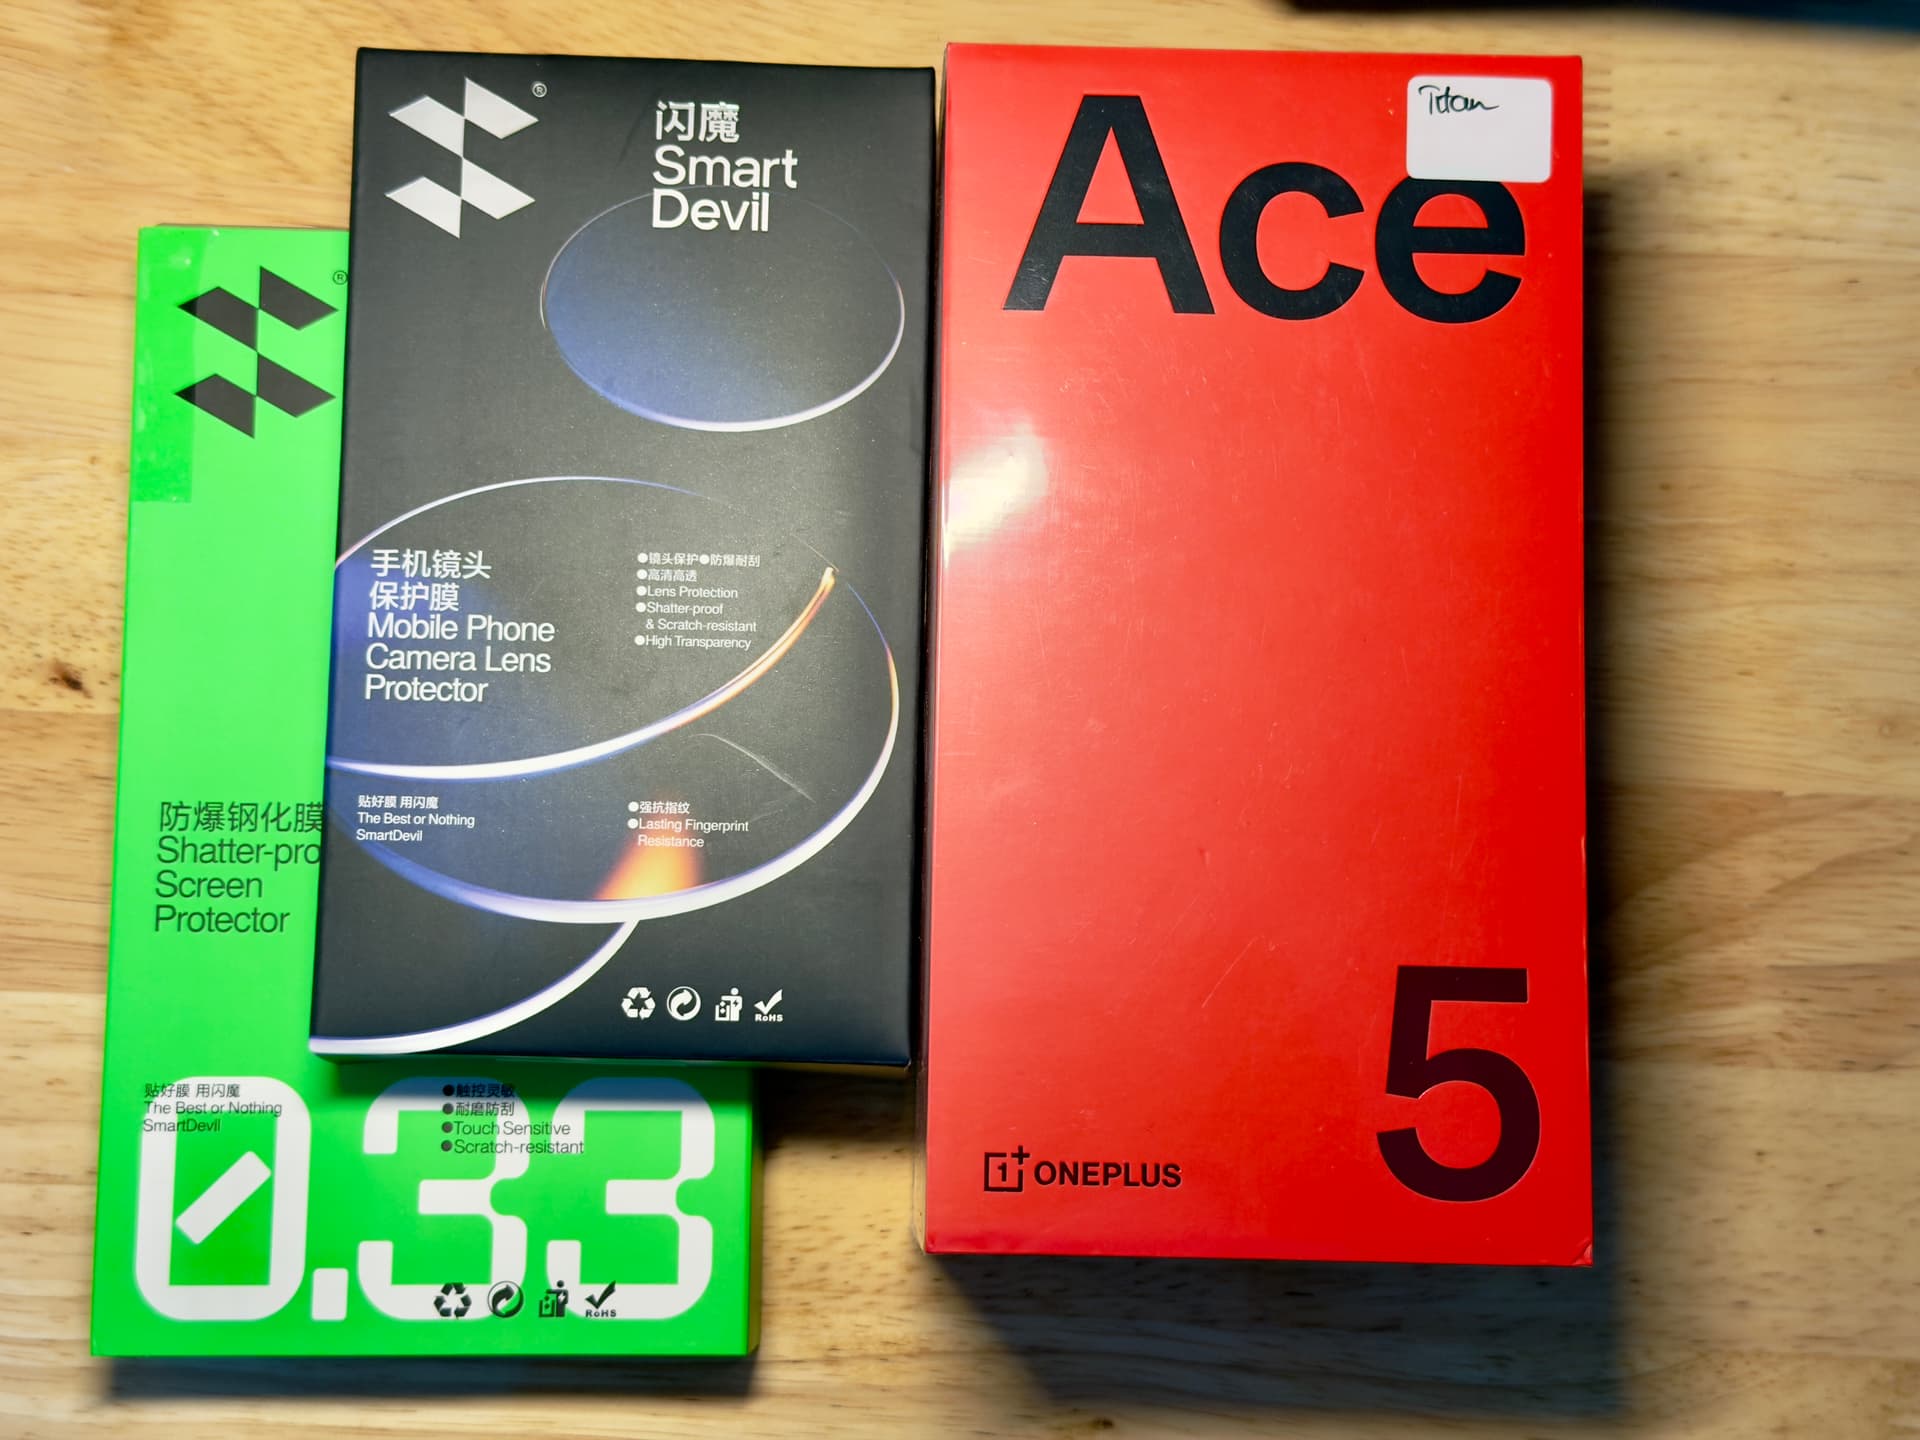 闪魔
Smart
Devil
®
手机镜头
保护膜
Mobile Phone
Camera Lens
Protector
●镜头保护●防爆耐刮
●高清高透
●Lens Protection
●Shatter-proof
& Scratch-resistant
●High Transparency
贴好膜 用闪魔
The Best or Nothing
SmartDevil
●强抗指纹
●Lasting Fingerprint
Resistance
RoHS
®
防爆钢化膜
Shatter-pro
Screen
Protector
贴好膜 用闪魔
The Best or Nothing
SmartDevil
●触控灵敏
●耐磨防刮
●Touch Sensitive
●Scratch-resistant
0.33
RoHS
Ace
Titan
5
ONEPLUS